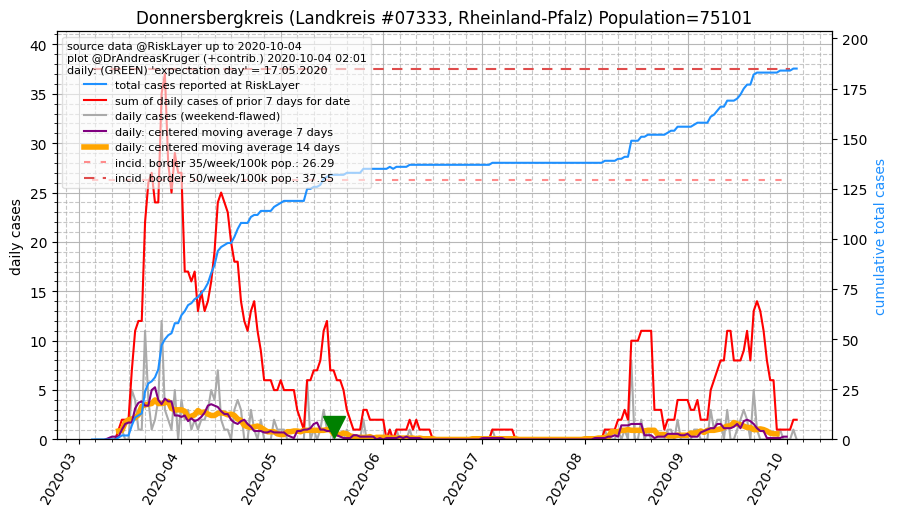 Donnersbergkreis (Landkreis #07333, Rheinland-Pfalz) Population=75101
source data @RiskLayer up to 2020-10-04
plot @DrAndreasKruger (+contrib.) 2020-10-04 02:01
daily: (GREEN) 'expectation day' = 17.05.2020
total cases reported at RiskLayer
sum of daily cases of prior 7 days for date
daily cases (weekend-flawed)
daily: centered moving average 7 days
daily: centered moving average 14 days
incid. border 35/week/100k pop.: 26.29
incid. border 50/week/100k pop.: 37.55
daily cases
40
35
30
25
20
15
10
5
0
cumulative total cases
200
175
150
125
100
75
50
25
0
2020-03
2020-04
2020-05
2020-06
2020-07
2020-08
2020-09
2020-10